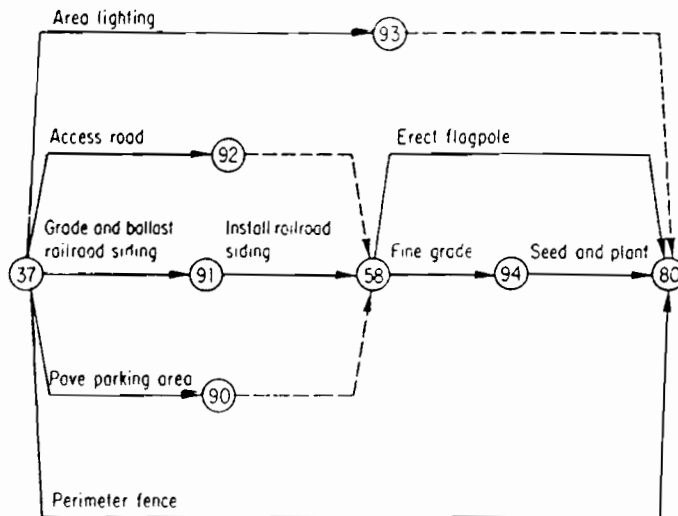 Area lighting
93
Access road
Erect flagpole
92
Grade and ballast
railroad siding
Install railroad
siding
Fine grade
Seed and plant
37
91
58
94
80
Pave parking area
90
Perimeter fence